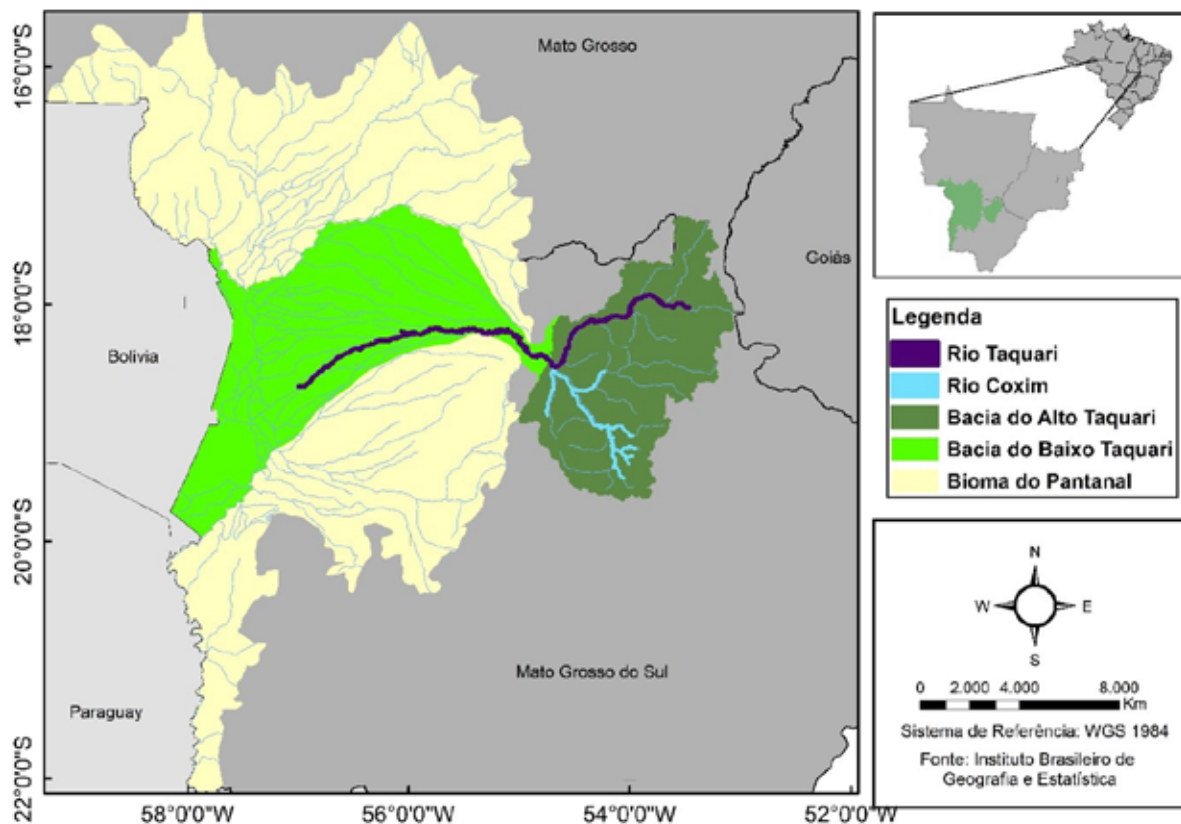 Mato Grosso
Goiás
Bolivia
Mato Grosso do Sul
Paraguay
16°0'0"S
18°0'0"S
20°0'0"S
22°0'0"S
58°0'0"W
56°0'0"W
54°0'0"W
52°0'0"W
Legenda
Rio Taquari
Rio Coxim
Bacia do Alto Taquari
Bacia do Baixo Taquari
Bioma do Pantanal
N
W
E
S
0 2.000 4.000 8.000
Km
Sistema de Referência: WGS 1984
Fonte: Instituto Brasileiro de
Geografia e Estatística